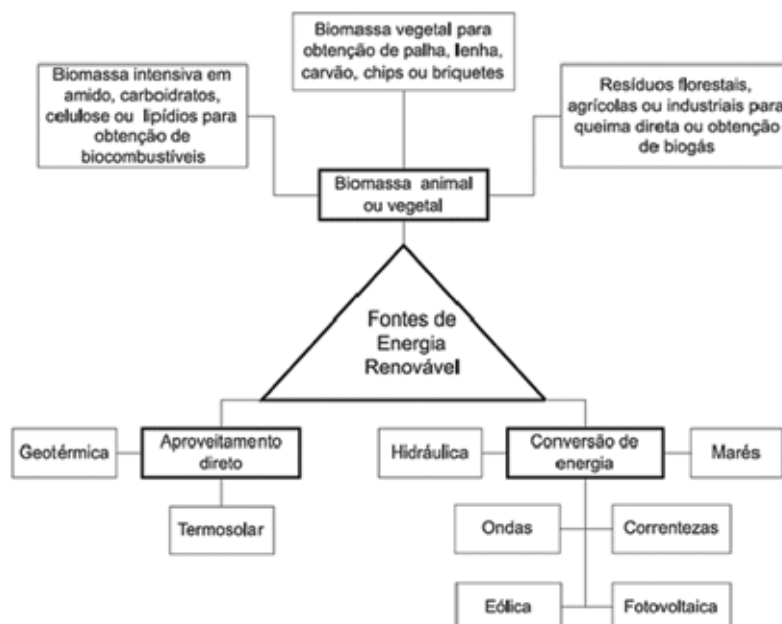 Biomassa vegetal para
obtenção de palha, lenha,
carvão, chips ou briquetes
Biomassa intensiva em
amido, carboidratos,
celulose ou lipídios para
obtenção de
biocombustíveis
Resíduos florestais,
agrícolas ou industriais para
queima direta ou obtenção
de biogás
Biomassa animal
ou vegetal
Fontes de
Energia
Renovável
Geotérmica
Aproveitamento
direto
Termosolar
Hidráulica
Conversão de
energia
Marés
Ondas
Correntezas
Eólica
Fotovoltaica